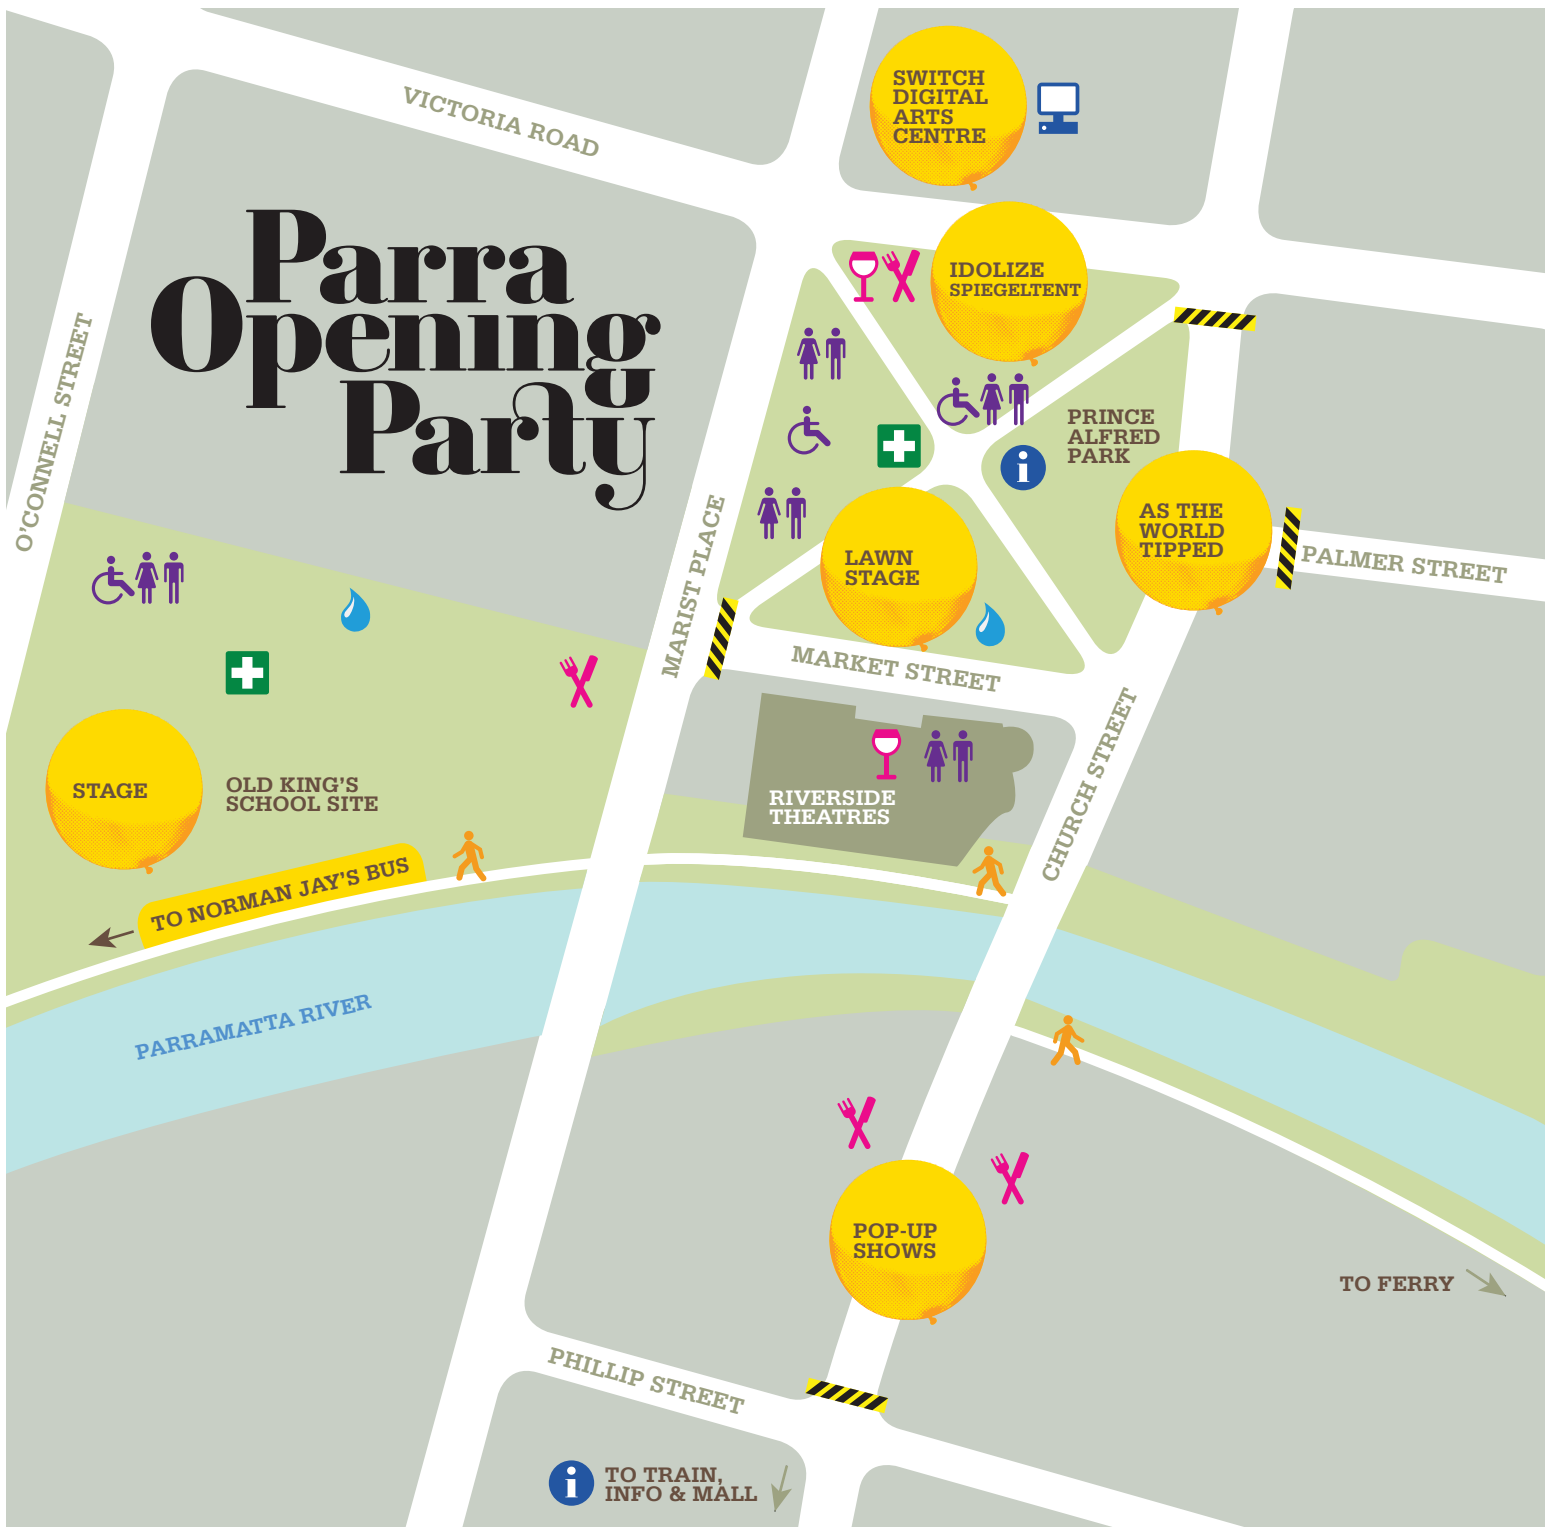 SWITCH
DIGITAL
ARTS
CENTRE
VICTORIA ROAD
Parra
Opening
Party
IDOLIZE
SPIEGELTENT
O'CONNELL STREET
PRINCE
ALFRED
PARK
i
AS THE
WORLD
TIPPED
PALMER STREET
LAWN
STAGE
MARIST PLACE
MARKET STREET
CHURCH STREET
STAGE
OLD KING'S
SCHOOL SITE
RIVERSIDE
THEATRES
TO NORMAN JAY'S BUS
PARRAMATTA RIVER
POP-UP
SHOWS
TO FERRY
PHILLIP STREET
i
TO TRAIN,
INFO & MALL